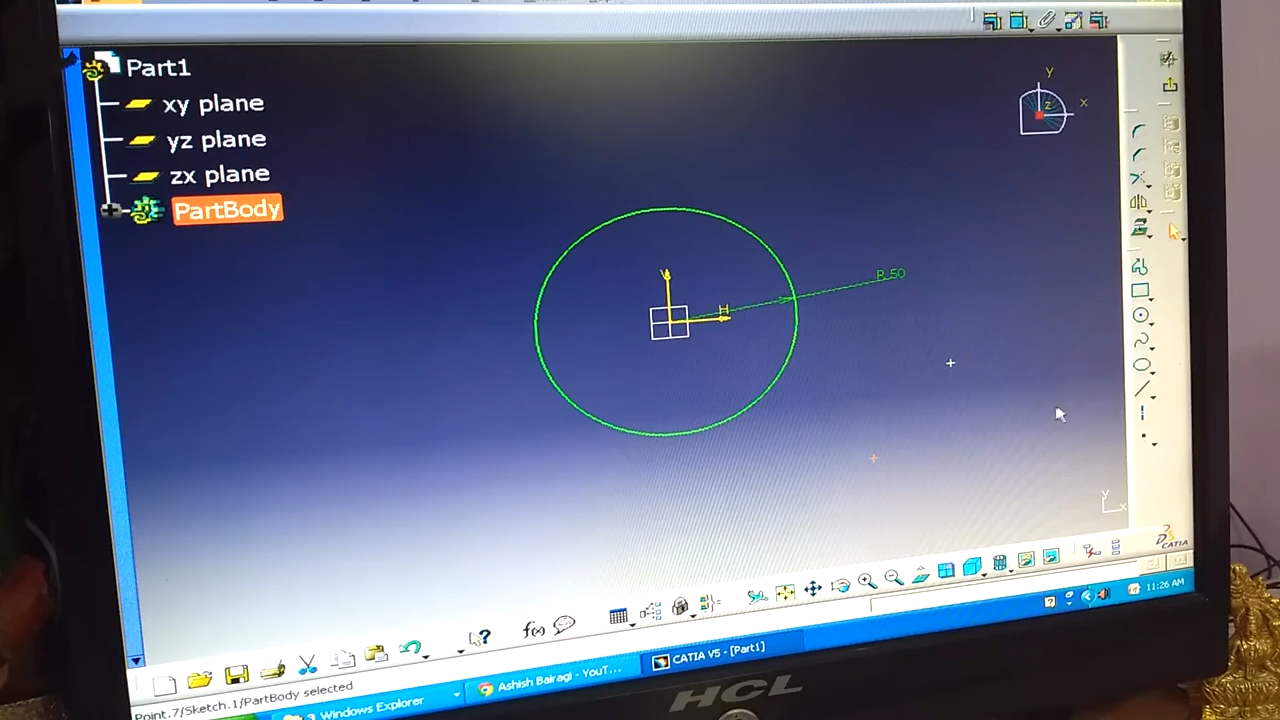 Part1
xy plane
yz plane
zx plane
PartBody
y
x
z
R 50
V
H
y
x
CATIA
f(x)
?
Point.7/Sketch.1/PartBody selected
3 Windows Explorer
Ashish Bairagi - YouT...
CATIA V5 - [Part1]
?
11:26 AM
HCL